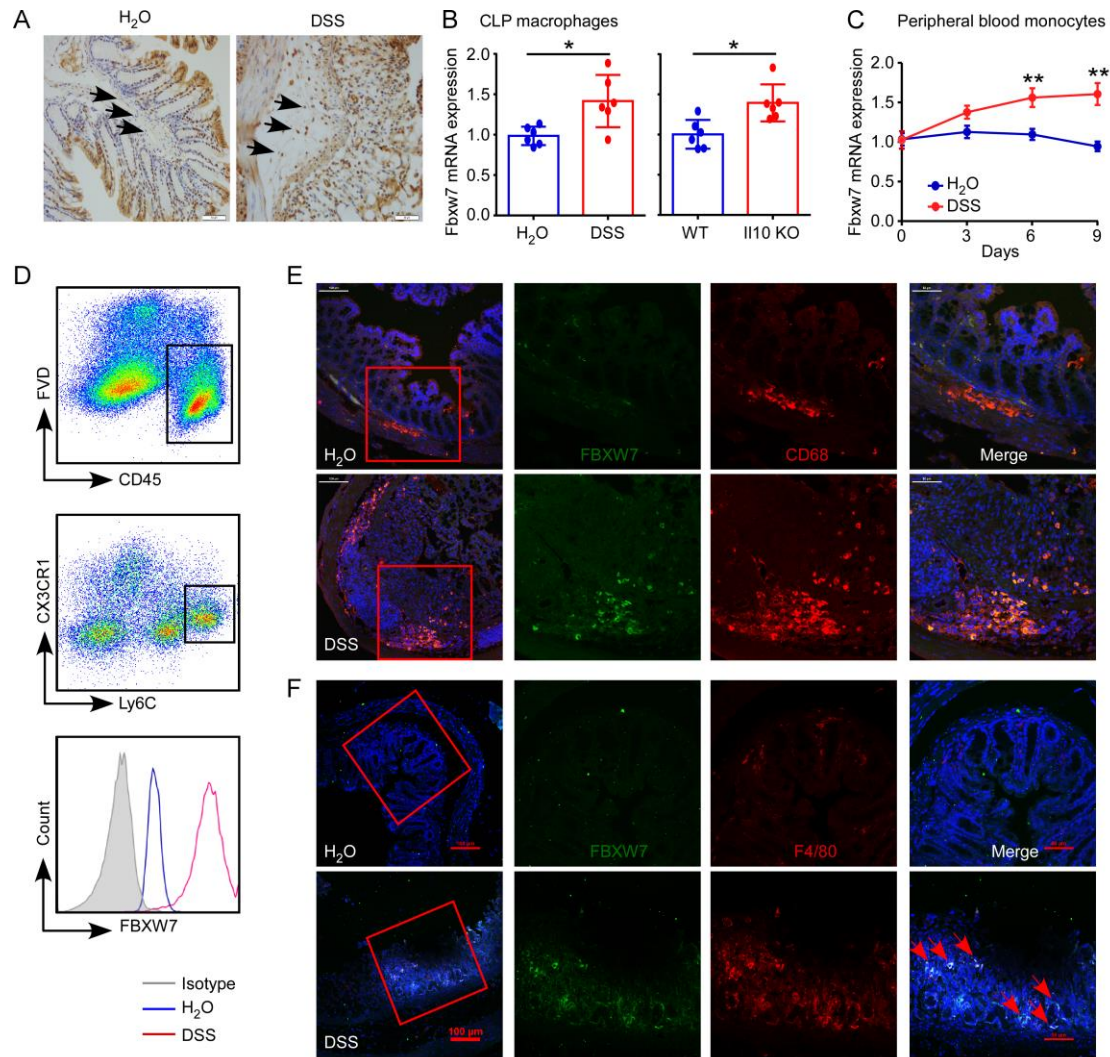 A
H₂O
DSS
B
CLP macrophages
Fbxw7 mRNA expression
2.0
1.5
1.0
0.5
0.0
*
*
H₂O
DSS
WT
Il10 KO
C
Peripheral blood monocytes
Fbxw7 mRNA expression
2.0
1.5
1.0
0.5
0.0
**
**
H₂O
DSS
0
3
6
9
Days
D
FVD
CD45
CX3CR1
Ly6C
Count
FBXW7
Isotype
H₂O
DSS
E
H₂O
FBXW7
CD68
Merge
DSS
F
H₂O
100 µm
FBXW7
F4/80
Merge
DSS
100 µm